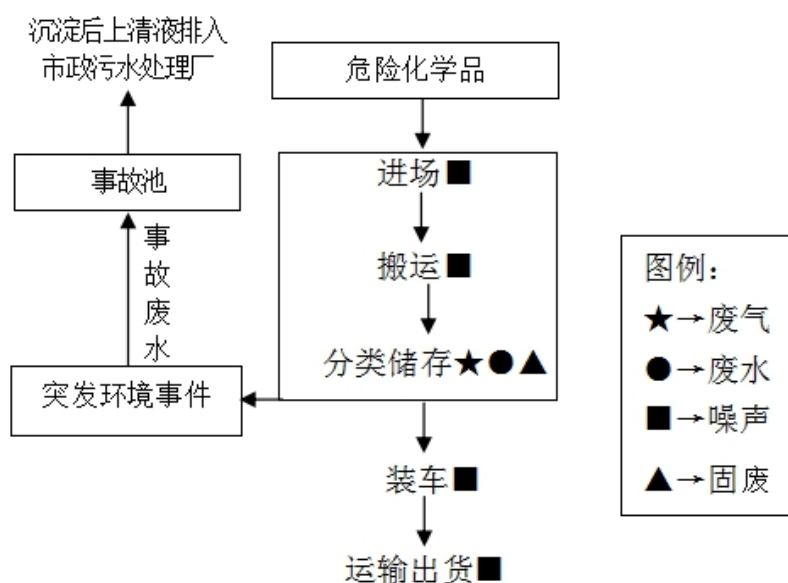 沉淀后上清液排入
市政污水处理厂
危险化学品
事故池
进场■
事故废水
搬运■
分类储存★●▲
突发环境事件
装车■
运输出货■
图例：
★→废气
●→废水
■→噪声
▲→固废